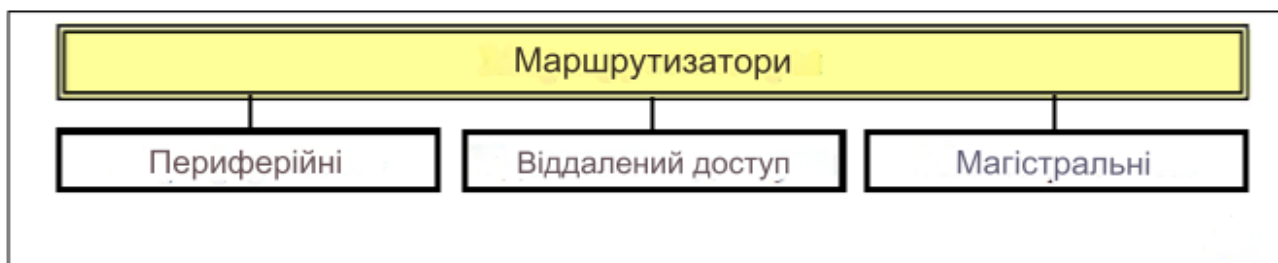 Маршрутизатори
Периферійні
Віддалений доступ
Магістральні